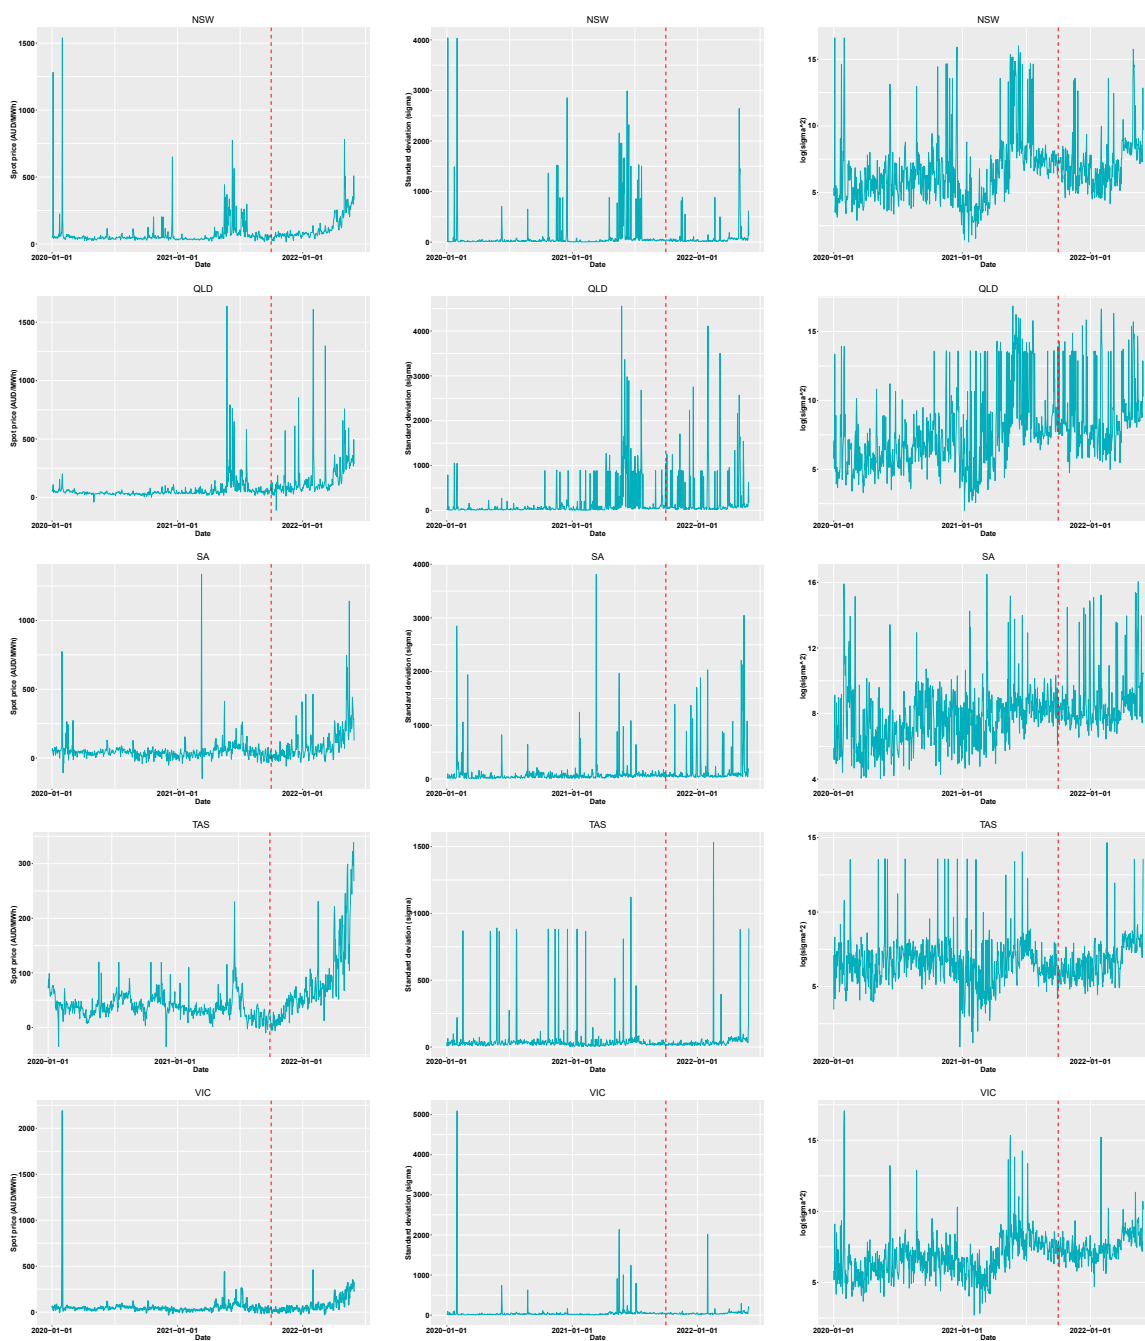 NSW
Spot price (AUD/MWh)
1500
1000
500
0
2020−01−01
2021−01−01
2022−01−01
Date
NSW
Standard deviation (sigma)
4000
3000
2000
1000
0
2020−01−01
2021−01−01
2022−01−01
Date
NSW
log(sigma^2)
15
10
5
2020−01−01
2021−01−01
2022−01−01
Date
QLD
Spot price (AUD/MWh)
1500
1000
500
0
2020−01−01
2021−01−01
2022−01−01
Date
QLD
Standard deviation (sigma)
4000
3000
2000
1000
0
2020−01−01
2021−01−01
2022−01−01
Date
QLD
log(sigma^2)
15
10
5
2020−01−01
2021−01−01
2022−01−01
Date
SA
Spot price (AUD/MWh)
1000
500
0
2020−01−01
2021−01−01
2022−01−01
Date
SA
Standard deviation (sigma)
4000
3000
2000
1000
0
2020−01−01
2021−01−01
2022−01−01
Date
SA
log(sigma^2)
16
12
8
4
2020−01−01
2021−01−01
2022−01−01
Date
TAS
Spot price (AUD/MWh)
300
200
100
0
2020−01−01
2021−01−01
2022−01−01
Date
TAS
Standard deviation (sigma)
1500
1000
500
0
2020−01−01
2021−01−01
2022−01−01
Date
TAS
log(sigma^2)
15
10
5
2020−01−01
2021−01−01
2022−01−01
Date
VIC
Spot price (AUD/MWh)
2000
1500
1000
500
0
2020−01−01
2021−01−01
2022−01−01
Date
VIC
Standard deviation (sigma)
5000
4000
3000
2000
1000
0
2020−01−01
2021−01−01
2022−01−01
Date
VIC
log(sigma^2)
15
10
5
2020−01−01
2021−01−01
2022−01−01
Date